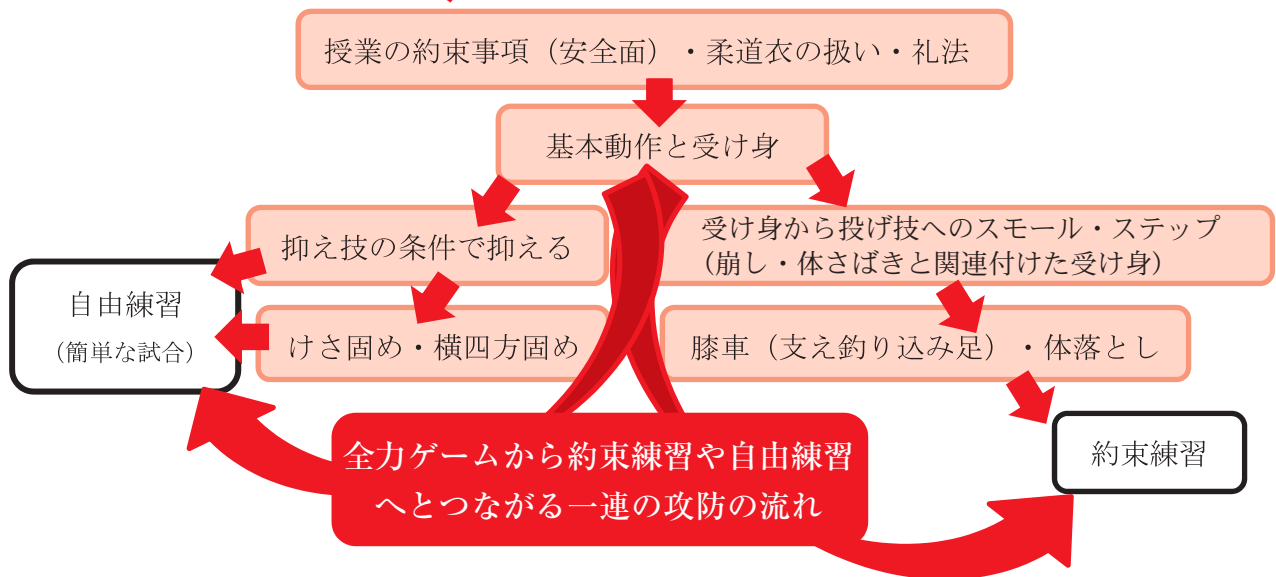 授業の約束事項（安全面）・柔道衣の扱い・礼法
基本動作と受け身
抑え技の条件で抑える
受け身から投げ技へのスモール・ステップ
（崩し・体さばきと関連付けた受け身）
自由練習
（簡単な試合）
けさ固め・横四方固め
膝車（支え釣り込み足）・体落とし
全力ゲームから約束練習や自由練習
へとつながる一連の攻防の流れ
約束練習